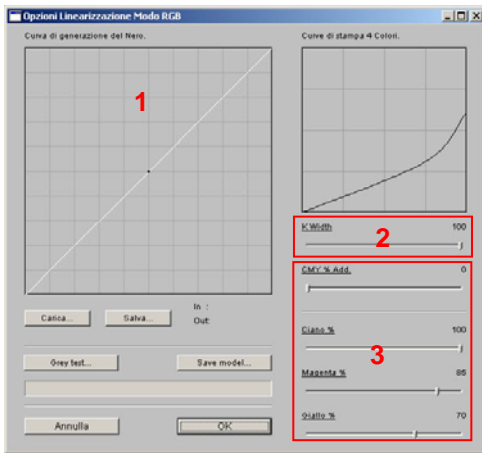 Opzioni Linearizzazione Modo RGB
Curva di generazione del Nero.
Curve di stampa 4 Colori.
1
K Width 100
2
CMY % Add. 0
In :
Carica... Salva... Out:
Ciano % 100
3
Grey test... Save model...
Magenta % 85
Giallo % 70
Annulla OK